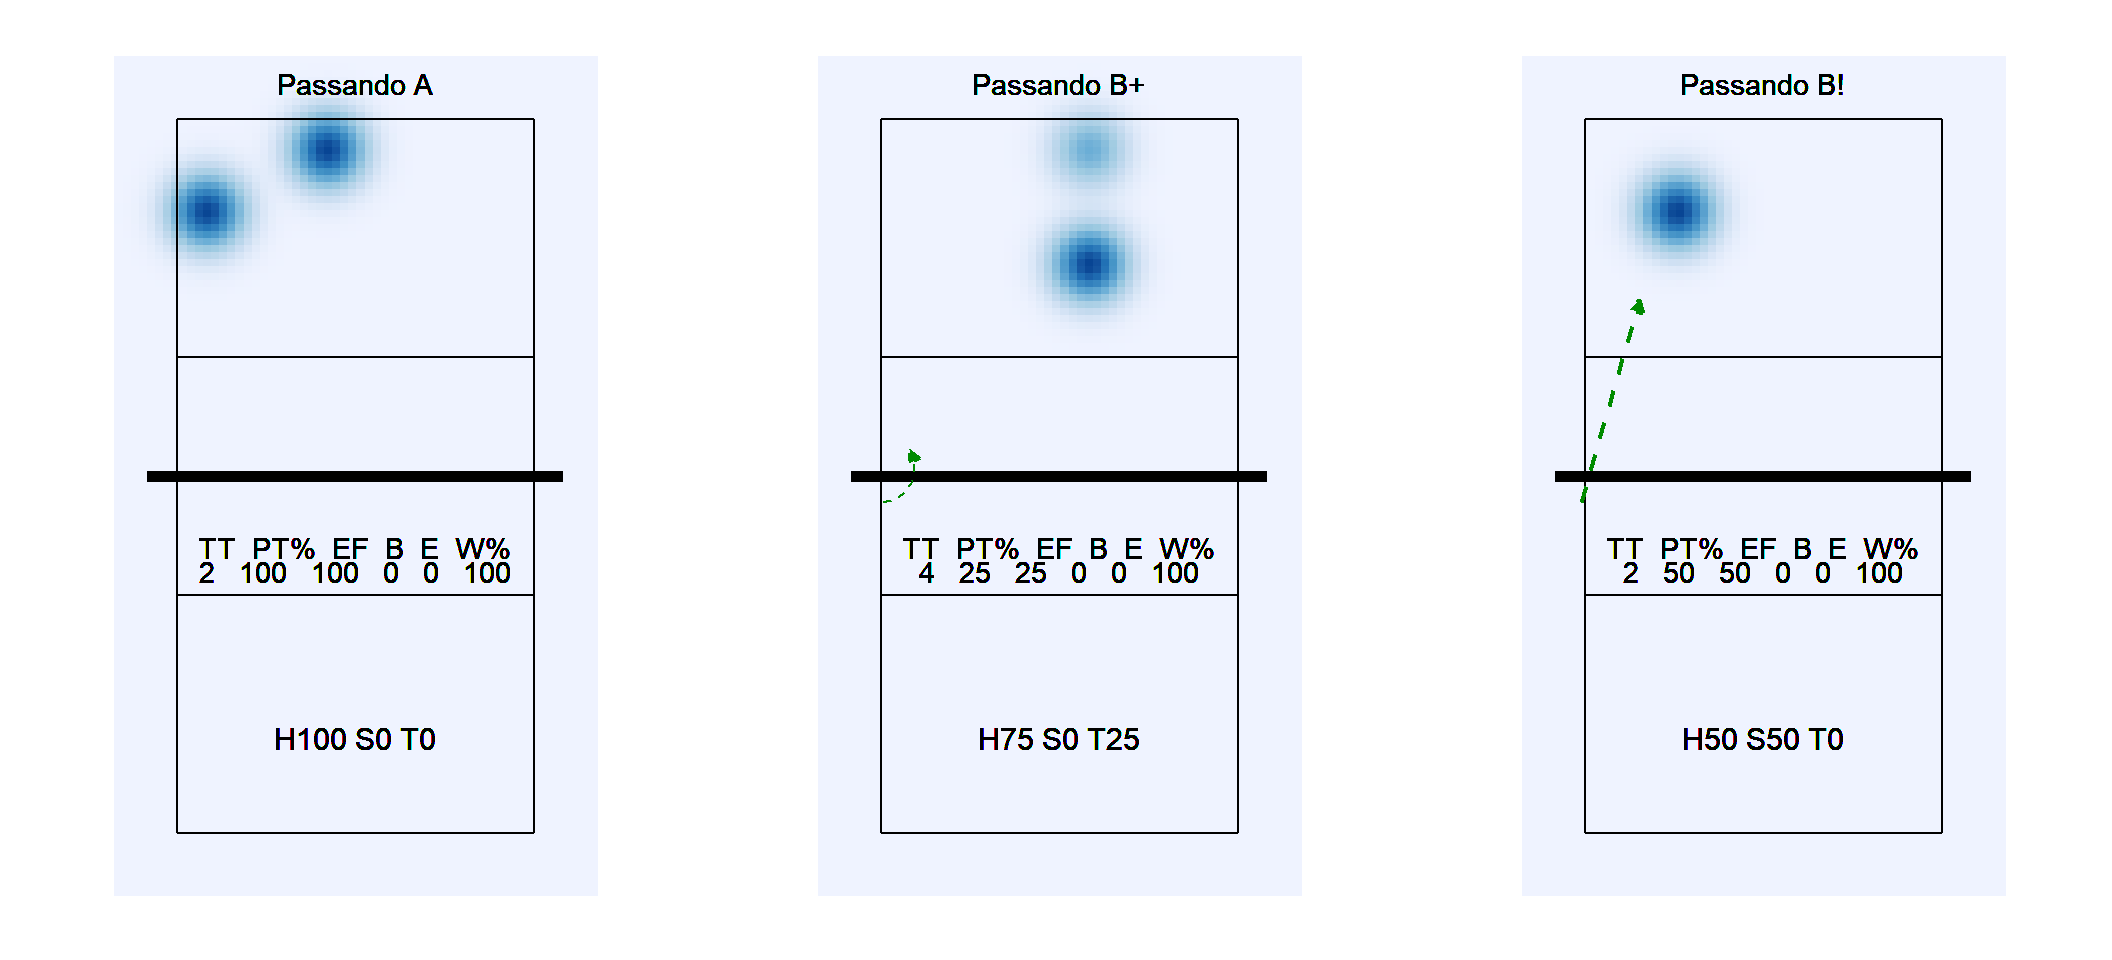 Passando A
TT PT% EF B E W%
2 100 100 0 0 100
H100 S0 T0
Passando B+
TT PT% EF B E W%
4 25 25 0 0 100
H75 S0 T25
Passando B!
TT PT% EF B E W%
2 50 50 0 0 100
H50 S50 T0